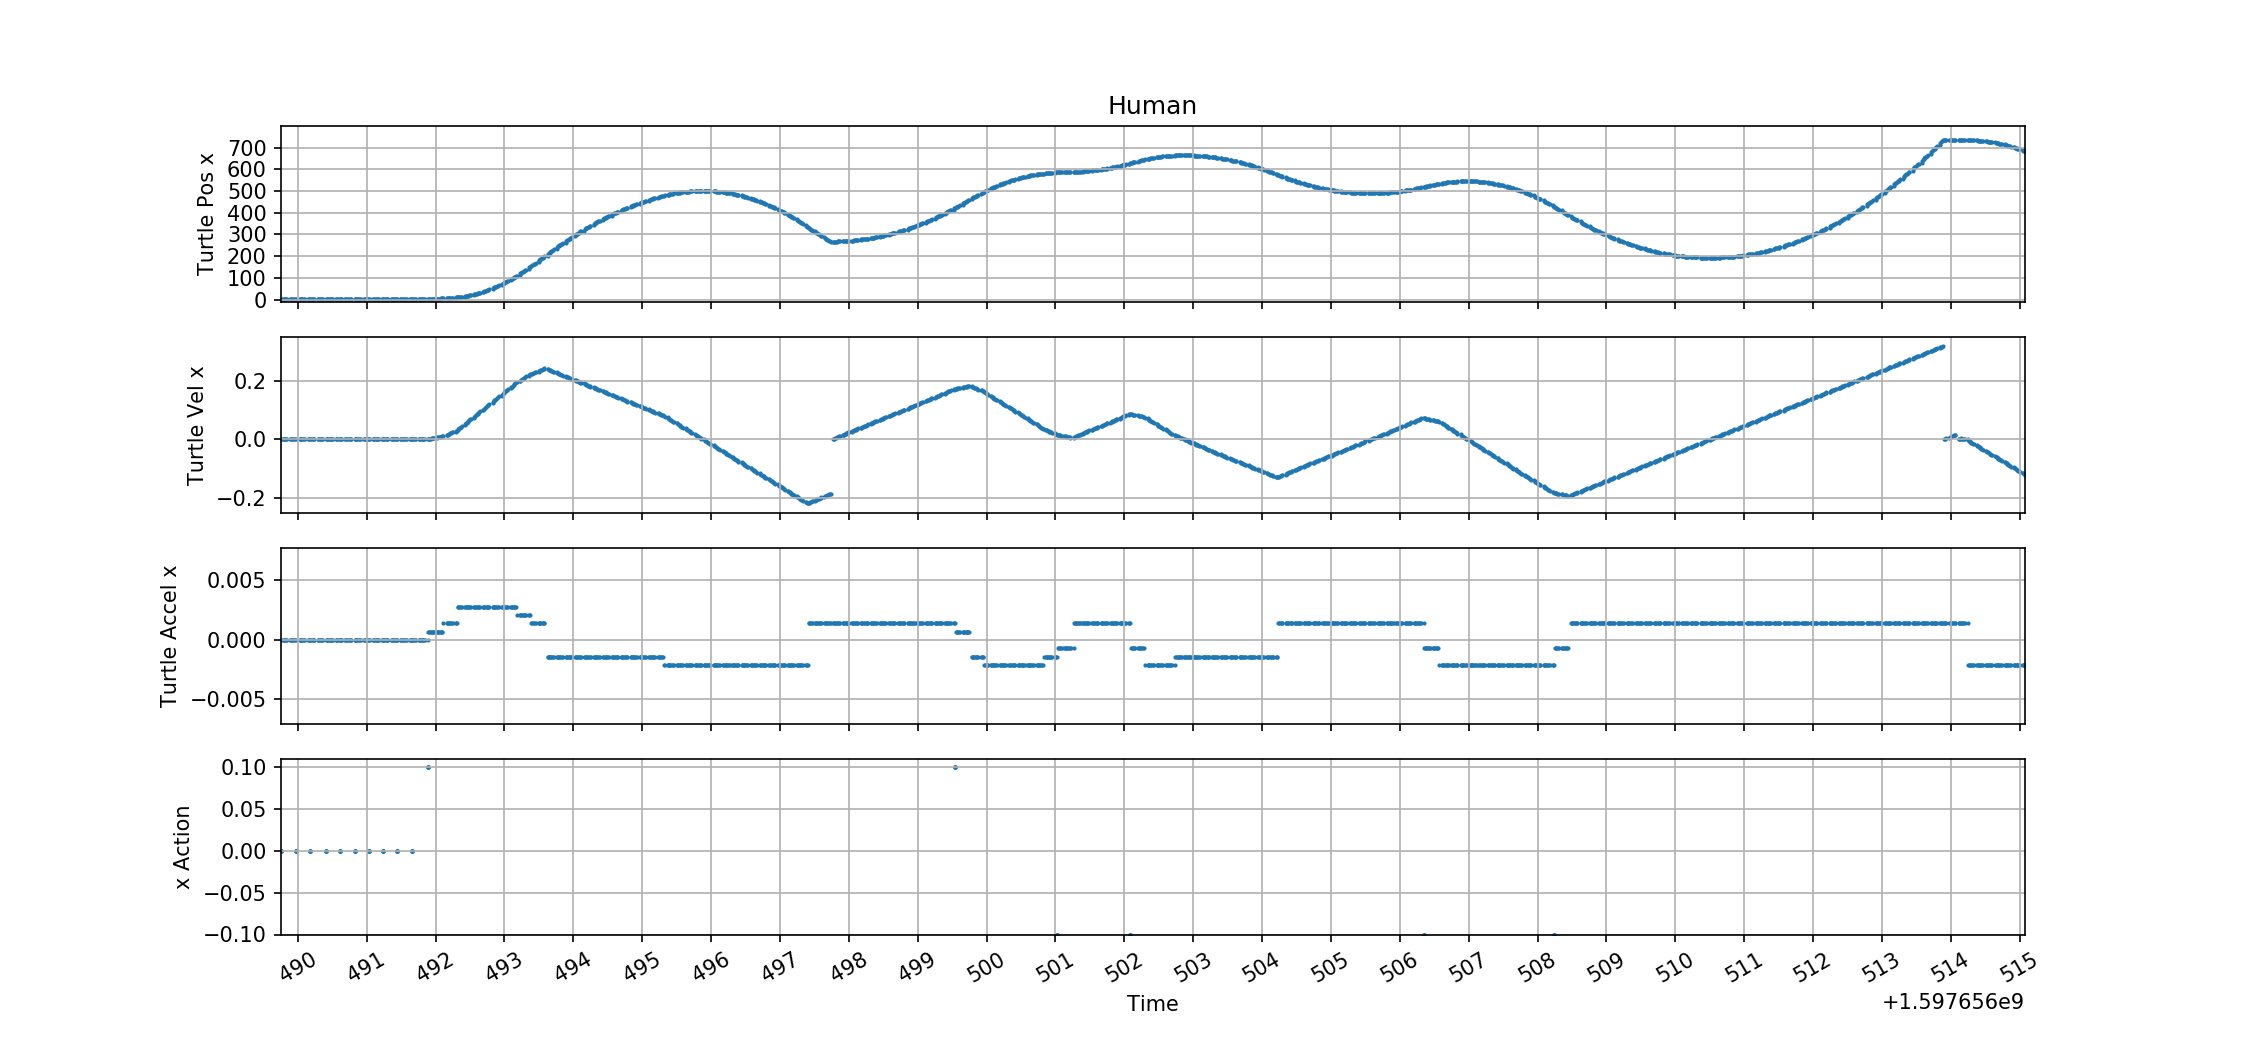 Human
Turtle Pos x
700
600
500
400
300
200
100
0
Turtle Vel x
0.2
0.0
−0.2
Turtle Accel x
0.005
0.000
−0.005
x Action
0.10
0.05
0.00
−0.05
−0.10
490 491 492 493 494 495 496 497 498 499 500 501 502 503 504 505 506 507 508 509 510 511 512 513 514 515
Time
+1.597656e9